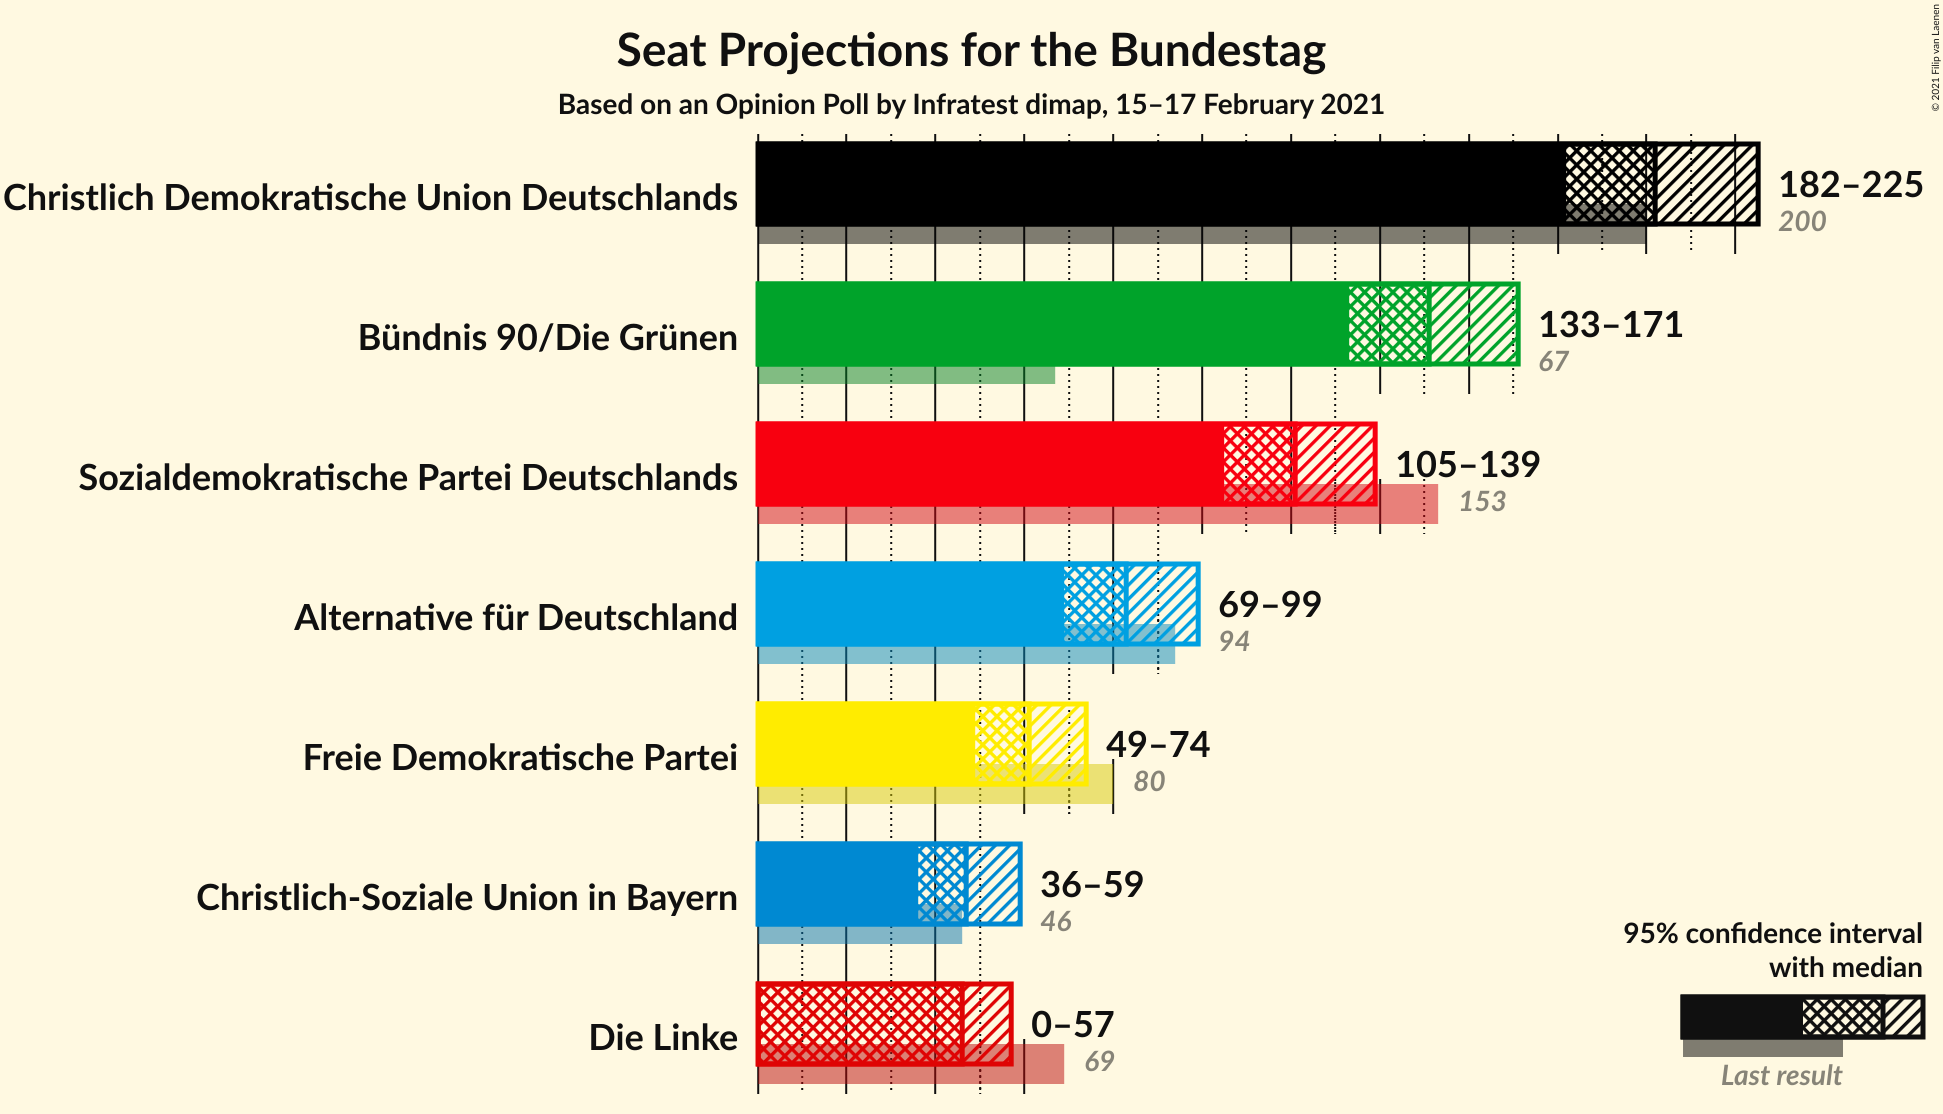 Seat Projections for the Bundestag
Based on an Opinion Poll by Infratest dimap, 15–17 February 2021
© 2021 Filip van Laenen
Christlich Demokratische Union Deutschlands
182–225
200
Bündnis 90/Die Grünen
133–171
67
Sozialdemokratische Partei Deutschlands
105–139
153
Alternative für Deutschland
69–99
94
Freie Demokratische Partei
49–74
80
Christlich-Soziale Union in Bayern
36–59
46
Die Linke
0–57
69
95% confidence interval
with median
Last result